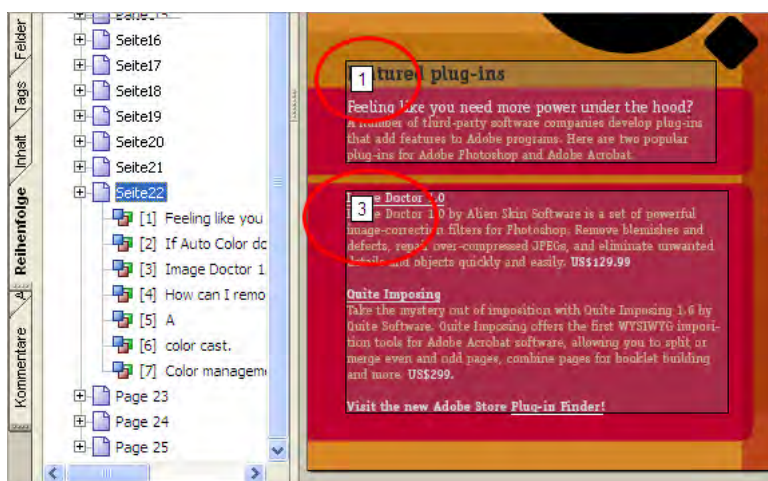 Felder
Tags
Inhalt
Reihenfolge
A
Kommentare
Seite15
Seite16
Seite17
Seite18
Seite19
Seite20
Seite21
Seite22
[1] Feeling like you
[2] If Auto Color do
[3] Image Doctor 1
[4] How can I remo
[5] A
[6] color cast.
[7] Color managem
Page 23
Page 24
Page 25
1
plug-ins
Feeling like you need more power under the hood?
A number of third-party software companies develop plug-ins
that add features to Adobe programs. Here are two popular
plug-ins for Adobe Photoshop and Adobe Acrobat.
3
Image Doctor 1.0
Image Doctor 1.0 by Alien Skin Software is a set of powerful
image-correction filters for Photoshop. Remove blemishes and
defects, repair over-compressed JPEGs, and eliminate unwanted
details and objects quickly and easily. US$129.99
Quite Imposing
Take the mystery out of imposition with Quite Imposing 1.6 by
Quite Software. Quite Imposing offers the first WYSIWYG imposi-
tion tools for Adobe Acrobat software, allowing you to split or
merge even and odd pages, combine pages for booklet building
and more. US$299.
Visit the new Adobe Store Plug-in Finder!